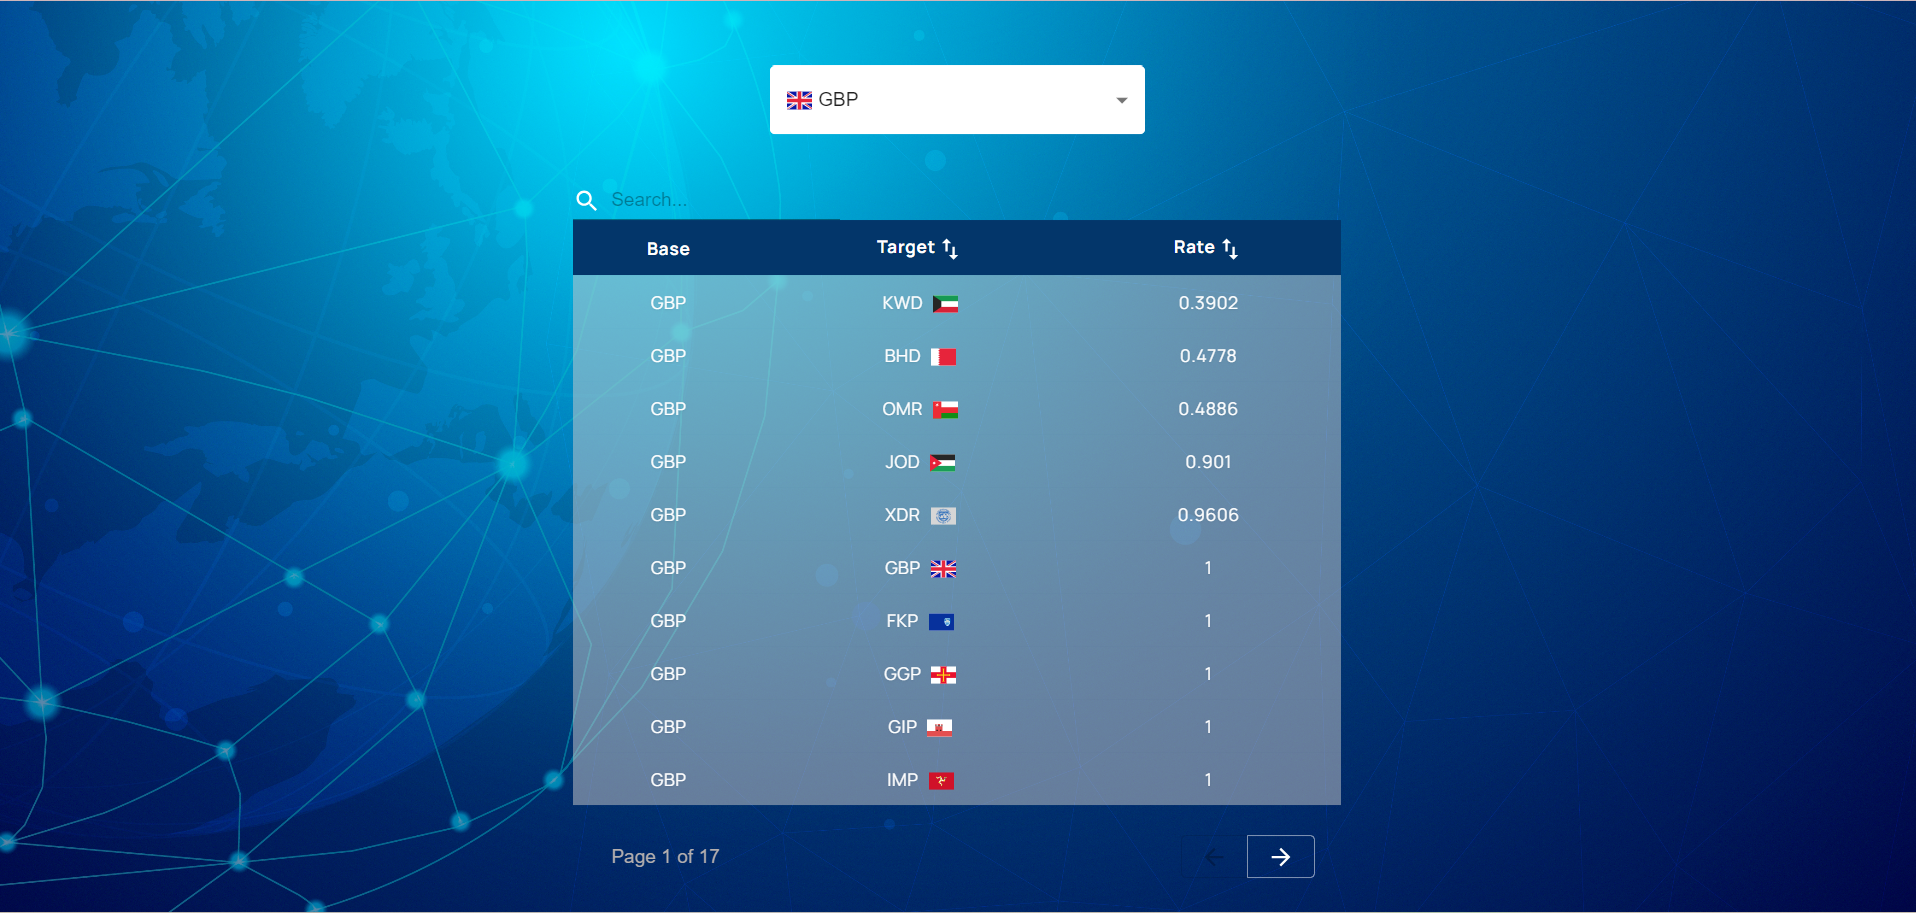 GBP
Search...
Base Target Rate
GBP KWD 0.3902
GBP BHD 0.4778
GBP OMR 0.4886
GBP JOD 0.901
GBP XDR 0.9606
GBP GBP 1
GBP FKP 1
GBP GGP 1
GBP GIP 1
GBP IMP 1
Page 1 of 17